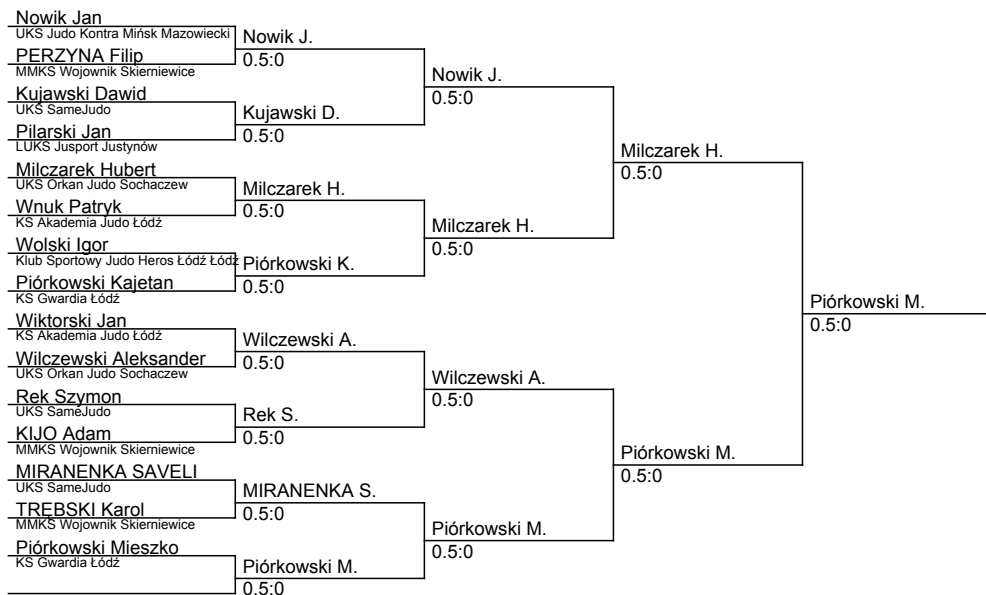 Nowik Jan
UKS Judo Kontra Mińsk Mazowiecki
PERZYNA Filip
MMKS Wojownik Skierniewice
Kujawski Dawid
UKS SameJudo
Pilarski Jan
LUKS Jusport Justynów
Milczarek Hubert
UKS Orkan Judo Sochaczew
Wnuk Patryk
KS Akademia Judo Łódź
Wolski Igor
Klub Sportowy Judo Heros Łódź Łódź
Piórkowski Kajetan
KS Gwardia Łódź
Wiktorski Jan
KS Akademia Judo Łódź
Wilczewski Aleksander
UKS Orkan Judo Sochaczew
Rek Szymon
UKS SameJudo
KIJO Adam
MMKS Wojownik Skierniewice
MIRANENKA SAVELI
UKS SameJudo
TRĘBSKI Karol
MMKS Wojownik Skierniewice
Piórkowski Mieszko
KS Gwardia Łódź
Nowik J.
0.5:0
Kujawski D.
0.5:0
Milczarek H.
0.5:0
Piórkowski K.
0.5:0
Wilczewski A.
0.5:0
Rek S.
0.5:0
MIRANENKA S.
0.5:0
Piórkowski M.
0.5:0
Nowik J.
0.5:0
Milczarek H.
0.5:0
Wilczewski A.
0.5:0
Piórkowski M.
0.5:0
Milczarek H.
0.5:0
Piórkowski M.
0.5:0
Piórkowski M.
0.5:0